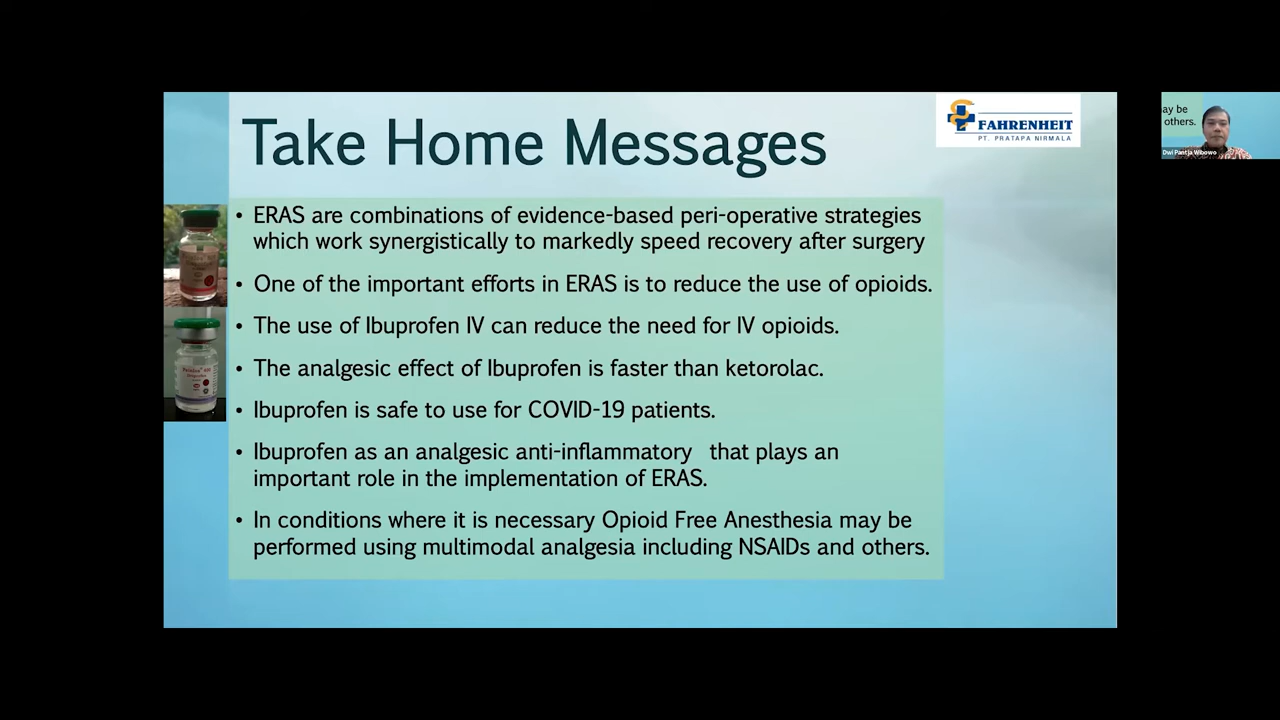 Take Home Messages
FAHRENHEIT
PT. PRATAPA NIRMALA
• ERAS are combinations of evidence-based peri-operative strategies
which work synergistically to markedly speed recovery after surgery
• One of the important efforts in ERAS is to reduce the use of opioids.
• The use of Ibuprofen IV can reduce the need for IV opioids.
• The analgesic effect of Ibuprofen is faster than ketorolac.
• Ibuprofen is safe to use for COVID-19 patients.
• Ibuprofen as an analgesic anti-inflammatory that plays an
important role in the implementation of ERAS.
• In conditions where it is necessary Opioid Free Anesthesia may be
performed using multimodal analgesia including NSAIDs and others.
ay be
others.
Dwi Pantja Wibowo